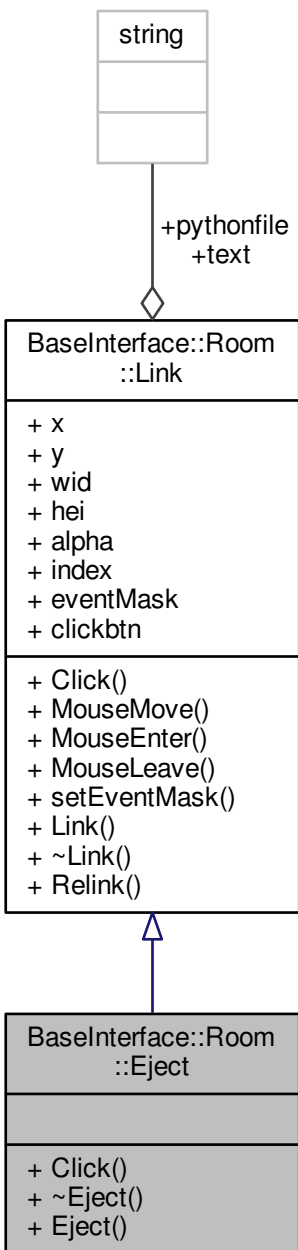 string
+pythonfile
+text
BaseInterface::Room
::Link
+ x
+ y
+ wid
+ hei
+ alpha
+ index
+ eventMask
+ clickbtn
+ Click()
+ MouseMove()
+ MouseEnter()
+ MouseLeave()
+ setEventMask()
+ Link()
+ ~Link()
+ Relink()
BaseInterface::Room
::Eject
+ Click()
+ ~Eject()
+ Eject()